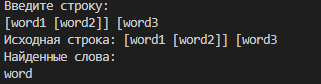 Введите строку:
[word1 [word2]] [word3
Исходная строка: [word1 [word2]] [word3
Найденные слова:
word